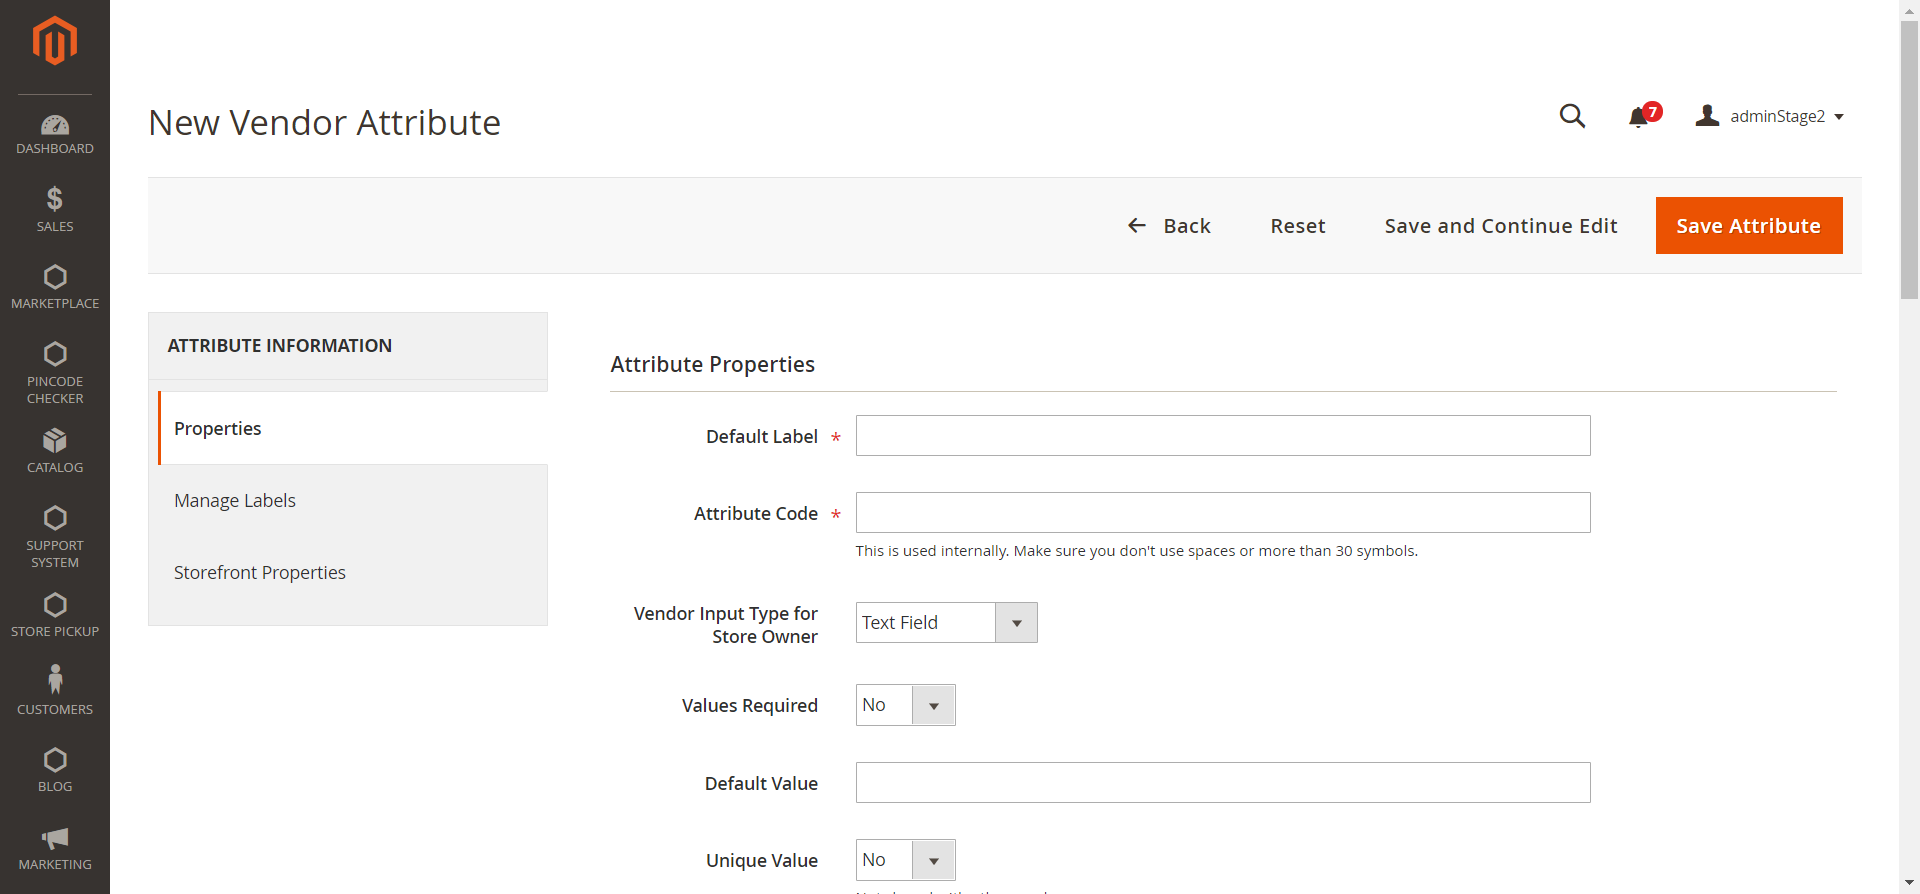 New Vendor Attribute
7
adminStage2
Back
Reset
Save and Continue Edit
Save Attribute
DASHBOARD
SALES
MARKETPLACE
PINCODE
CHECKER
CATALOG
SUPPORT
SYSTEM
STORE PICKUP
CUSTOMERS
BLOG
MARKETING
ATTRIBUTE INFORMATION
Properties
Manage Labels
Storefront Properties
Attribute Properties
Default Label *
Attribute Code *
This is used internally. Make sure you don't use spaces or more than 30 symbols.
Vendor Input Type for
Store Owner
Text Field
Values Required
No
Default Value
Unique Value
No